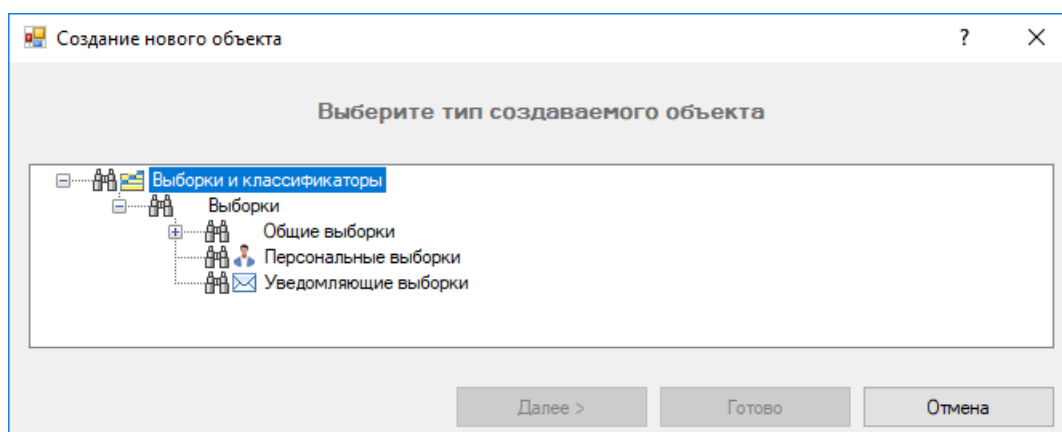 Создание нового объекта ?
Выберите тип создаваемого объекта
Выборки и классификаторы
Выборки
Общие выборки
Персональные выборки
Уведомляющие выборки
Далее > Готово Отмена